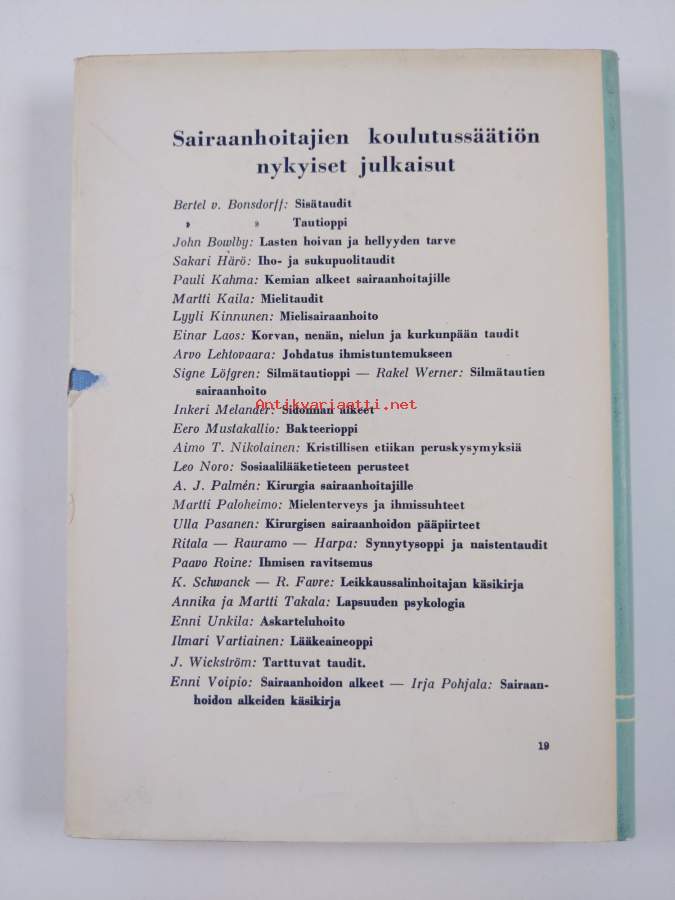 Sairaanhoitajien koulutussäätiön
nykyiset julkaisut
Bertel v. Bonsdorff: Sisätaudit
» » Tautioppi
John Bowlby: Lasten hoivan ja hellyyden tarve
Sakari Härö: Iho- ja sukupuolitaudit
Pauli Kahma: Kemian alkeet sairaanhoitajille
Martti Kaila: Mielitaudit
Lyyli Kinnunen: Mielisairaanhoito
Einar Laos: Korvan, nenän, nielun ja kurkunpään taudit
Arvo Lehtovaara: Johdatus ihmistuntemukseen
Signe Löfgren: Silmätautioppi — Rakel Werner: Silmätautien
sairaanhoito
Antikvariaatti.net
Inkeri Melander: Sidonnan alkeet
Eero Mustakallio: Bakteerioppi
Aimo T. Nikolainen: Kristillisen etiikan peruskysymyksiä
Leo Noro: Sosiaalilääketieteen perusteet
A. J. Palmén: Kirurgia sairaanhoitajille
Martti Paloheimo: Mielenterveys ja ihmissuhteet
Ulla Pasanen: Kirurgisen sairaanhoidon pääpiirteet
Ritala — Rauramo — Harpa: Synnytysoppi ja naistentaudit
Paavo Roine: Ihmisen ravitsemus
K. Schwanck — R. Favre: Leikkaussalinhoitajan käsikirja
Annika ja Martti Takala: Lapsuuden psykologia
Enni Unkila: Askarteluhoito
Ilmari Vartiainen: Lääkeaineoppi
J. Wickström: Tarttuvat taudit.
Enni Voipio: Sairaanhoidon alkeet — Irja Pohjala: Sairaan-
hoidon alkeiden käsikirja
19